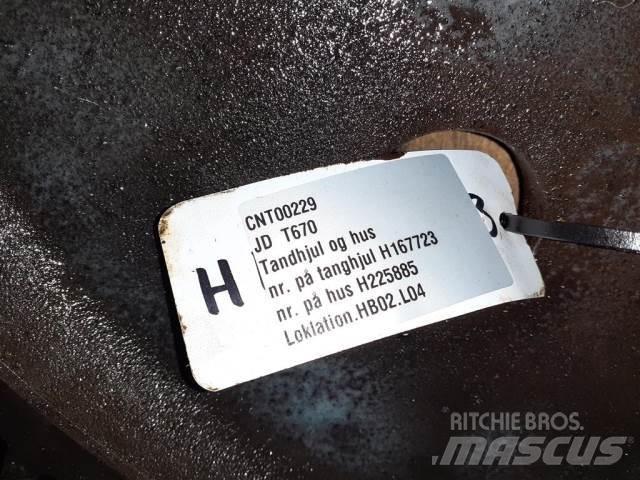 CNT00229
JD T670
Tandhjul og hus
nr. på tanghjul H167723
nr. på hus H225885
Loklation.HB02.L04
H
RITCHIE BROS.
MASCUS